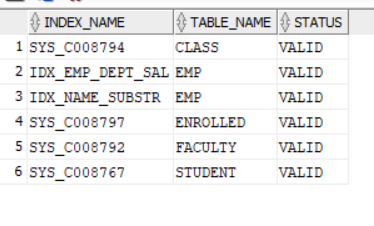 INDEX_NAME TABLE_NAME STATUS
1 SYS_C008794 CLASS VALID
2 IDX_EMP_DEPT_SAL EMP VALID
3 IDX_NAME_SUBSTR EMP VALID
4 SYS_C008797 ENROLLED VALID
5 SYS_C008792 FACULTY VALID
6 SYS_C008767 STUDENT VALID